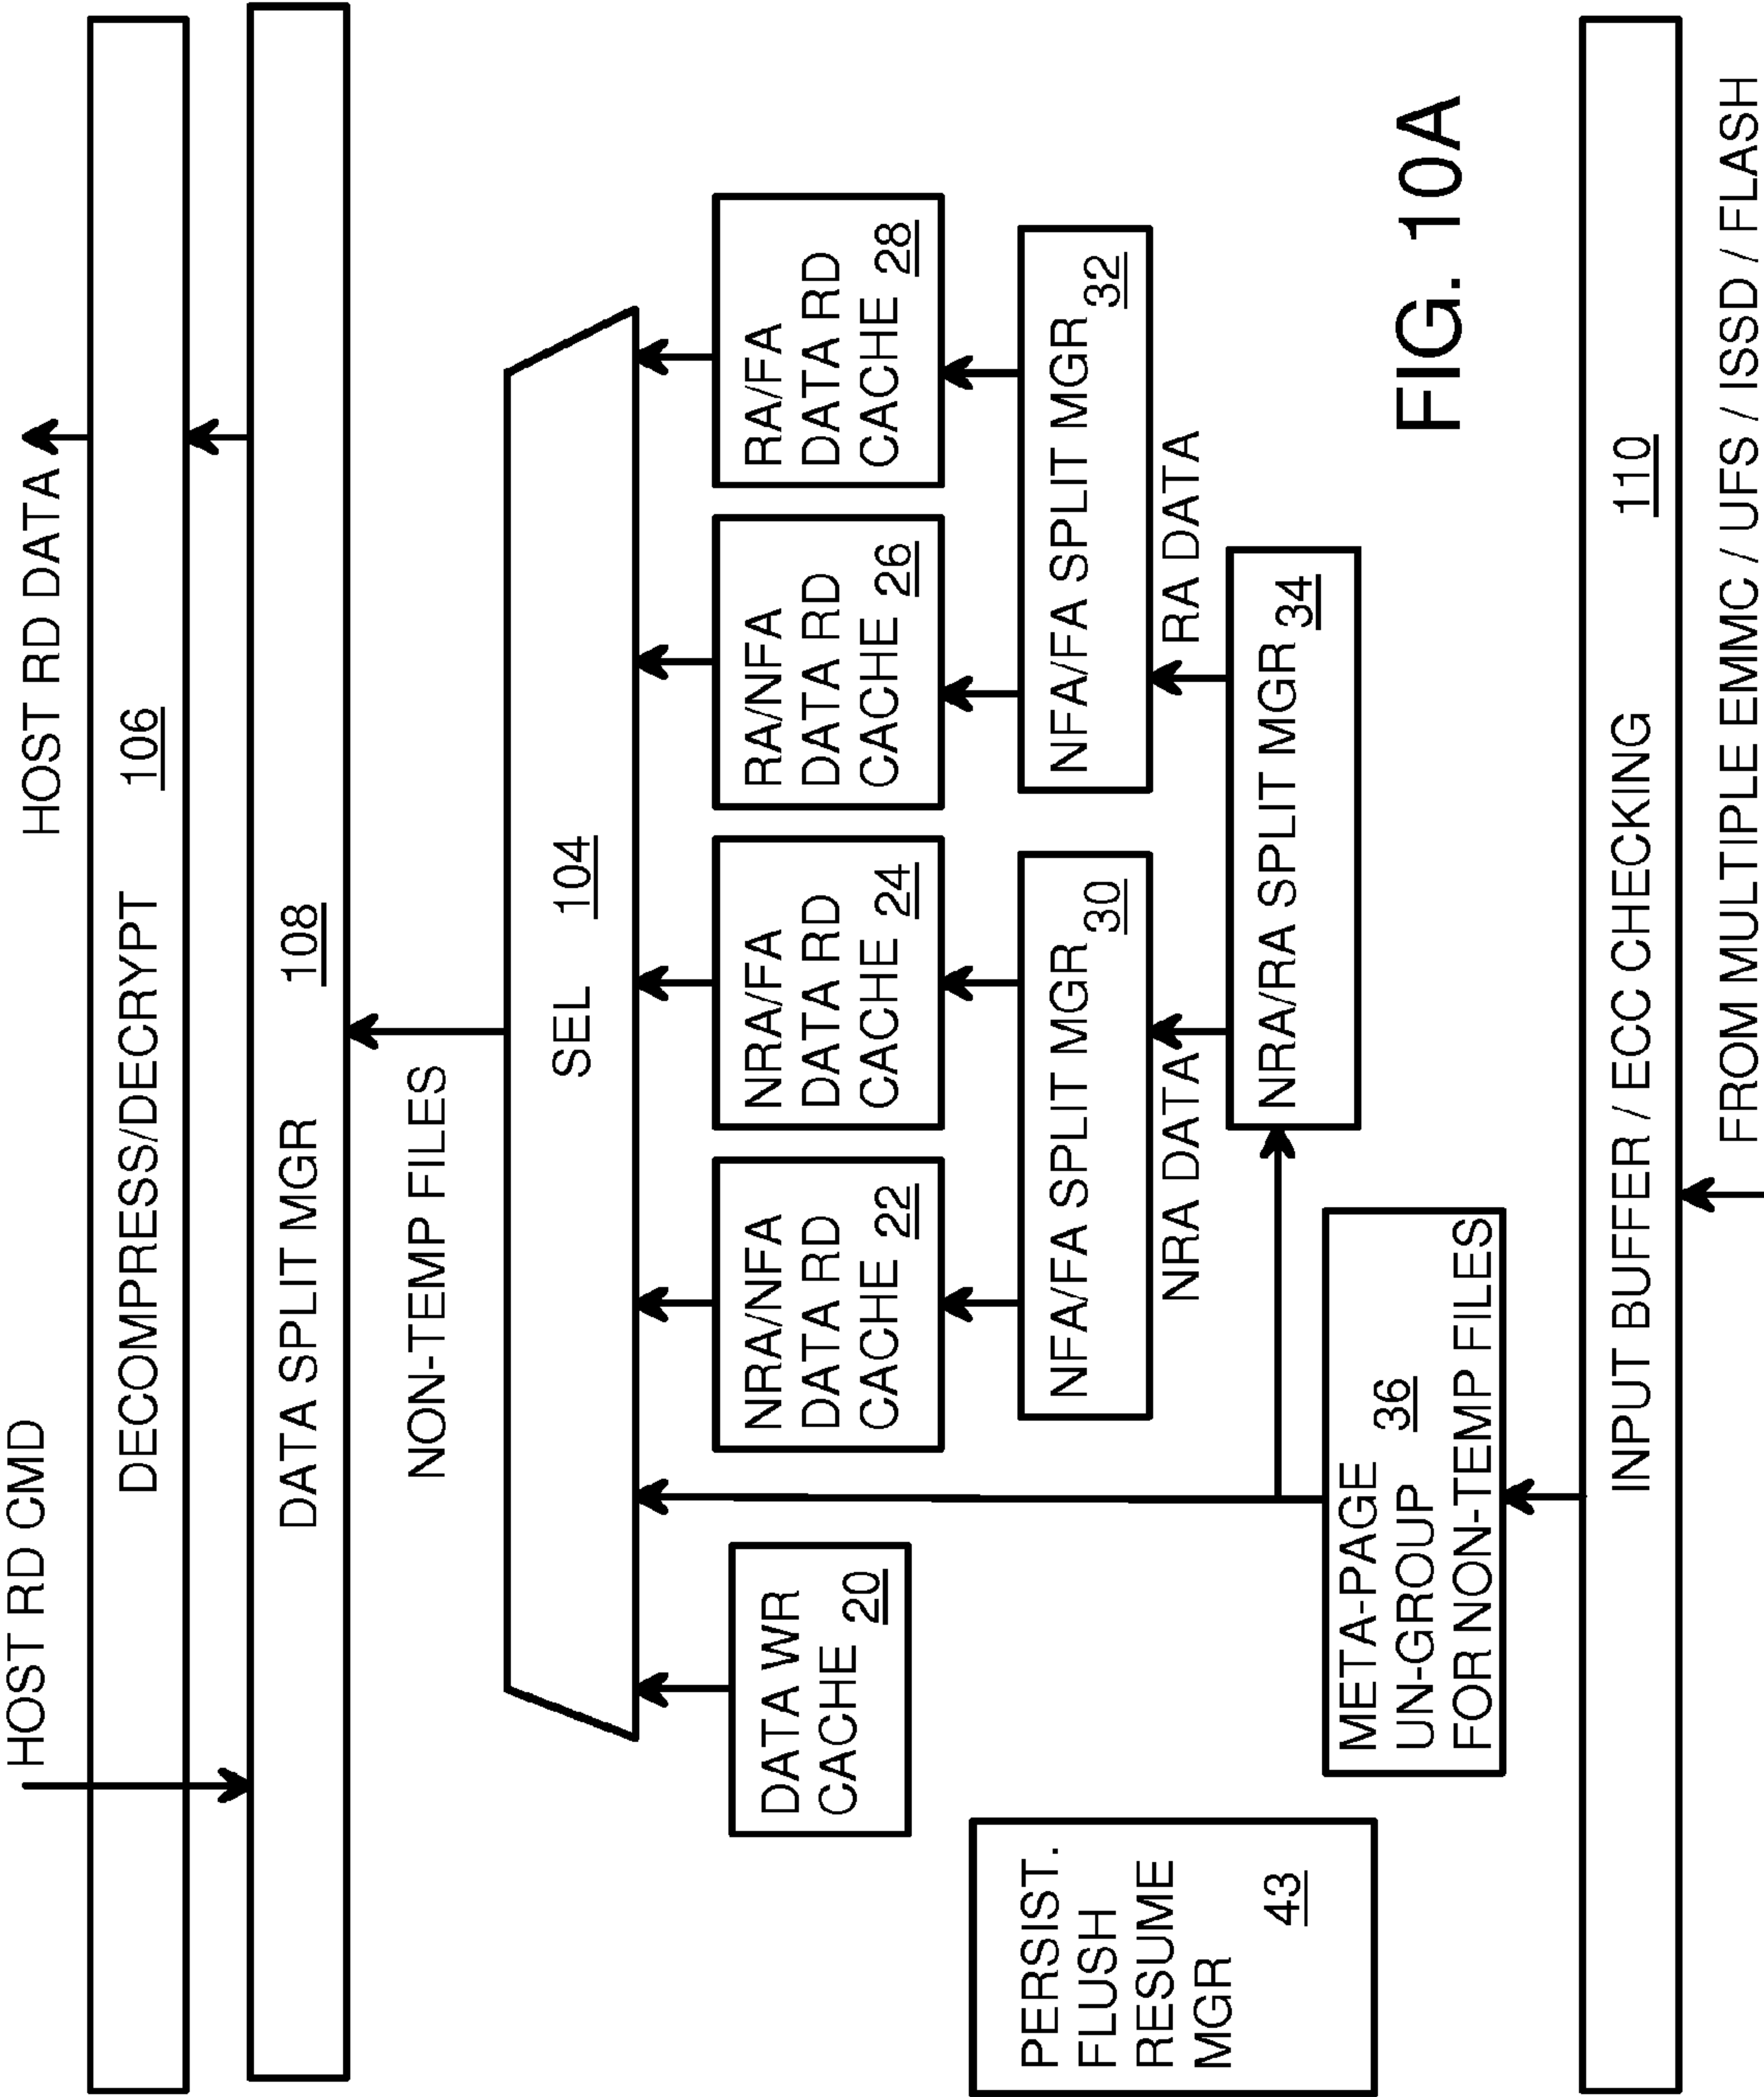 HOST RD CMD
HOST RD DATA
DECOMPRESS/DECRYPT 106
DATA SPLIT MGR 108
NON-TEMP FILES
SEL 104
DATA WR
CACHE 20
NRA/NFA
DATA RD
CACHE 22
NRA/FA
DATA RD
CACHE 24
RA/NFA
DATA RD
CACHE 26
RA/FA
DATA RD
CACHE 28
PERSIST.
FLUSH
RESUME
MGR 43
NFA/FA SPLIT MGR 30
NFA/FA SPLIT MGR 32
NRA DATA
RA DATA
NRA/RA SPLIT MGR 34
META-PAGE
UN-GROUP 36
FOR NON-TEMP FILES
FIG. 10A
INPUT BUFFER / ECC CHECKING 110
FROM MULTIPLE EMMC / UFS / ISSD / FLASH